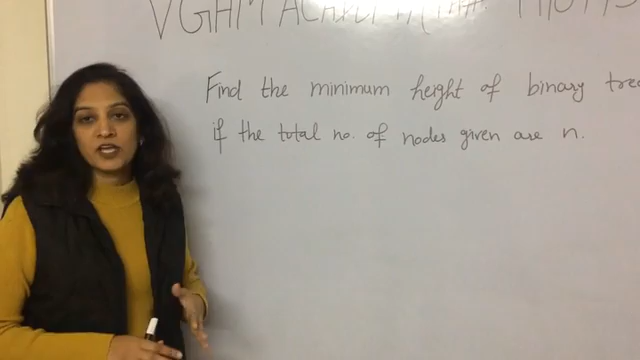 Find the minimum height of binary tree
if the total no. of nodes given are n.